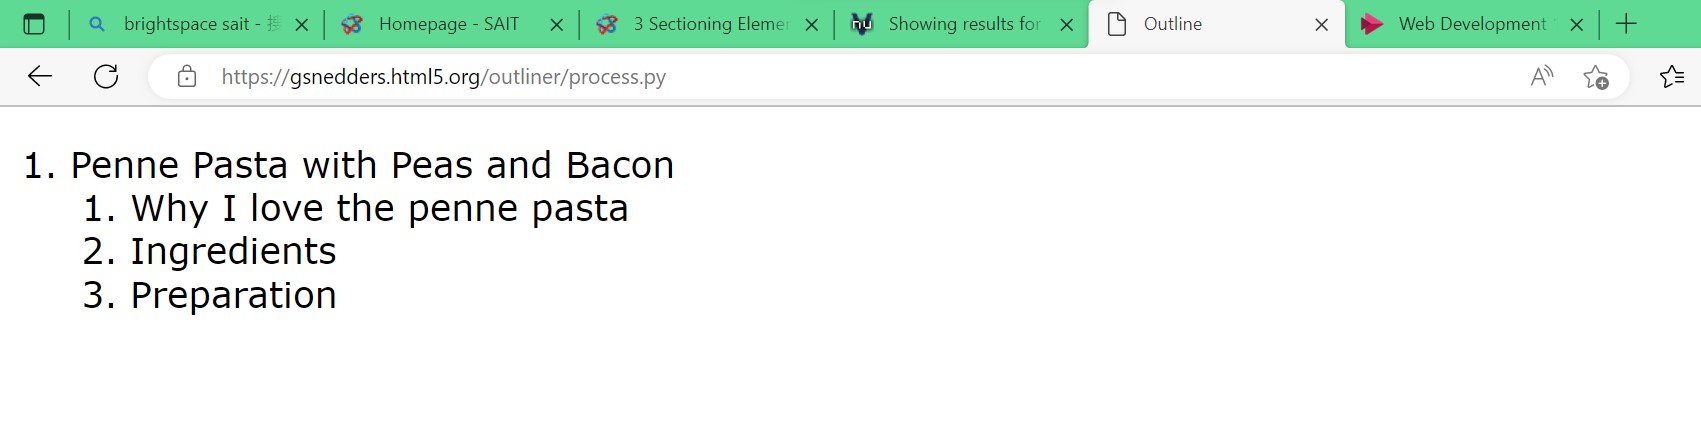 brightspace sait - 搜
Homepage - SAIT
3 Sectioning Elemer
Showing results for
Outline
Web Development
https://gsnedders.html5.org/outliner/process.py
1. Penne Pasta with Peas and Bacon
1. Why I love the penne pasta
2. Ingredients
3. Preparation